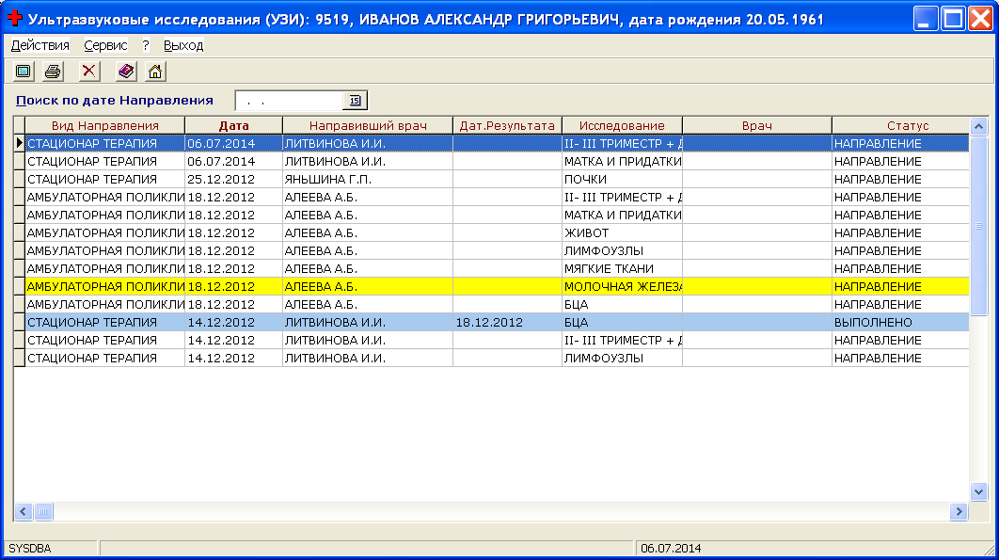 Ультразвуковые исследования (УЗИ): 9519, ИВАНОВ АЛЕКСАНДР ГРИГОРЬЕВИЧ, дата рождения 20.05.1961
Действия Сервис ? Выход
Поиск по дате Направления . . 15
Вид Направления Дата Направивший врач Дат.Результата Исследование Врач Статус
СТАЦИОНАР ТЕРАПИЯ 06.07.2014 ЛИТВИНОВА И.И. II- III ТРИМЕСТР + Д НАПРАВЛЕНИЕ
СТАЦИОНАР ТЕРАПИЯ 06.07.2014 ЛИТВИНОВА И.И. МАТКА И ПРИДАТКИ НАПРАВЛЕНИЕ
СТАЦИОНАР ТЕРАПИЯ 25.12.2012 ЯНЬШИНА Г.П. ПОЧКИ НАПРАВЛЕНИЕ
АМБУЛАТОРНАЯ ПОЛИКЛИ 18.12.2012 АЛЕЕВА А.Б. II- III ТРИМЕСТР + Д НАПРАВЛЕНИЕ
АМБУЛАТОРНАЯ ПОЛИКЛИ 18.12.2012 АЛЕЕВА А.Б. МАТКА И ПРИДАТКИ НАПРАВЛЕНИЕ
АМБУЛАТОРНАЯ ПОЛИКЛИ 18.12.2012 АЛЕЕВА А.Б. ЖИВОТ НАПРАВЛЕНИЕ
АМБУЛАТОРНАЯ ПОЛИКЛИ 18.12.2012 АЛЕЕВА А.Б. ЛИМФОУЗЛЫ НАПРАВЛЕНИЕ
АМБУЛАТОРНАЯ ПОЛИКЛИ 18.12.2012 АЛЕЕВА А.Б. МЯГКИЕ ТКАНИ НАПРАВЛЕНИЕ
АМБУЛАТОРНАЯ ПОЛИКЛИ 18.12.2012 АЛЕЕВА А.Б. МОЛОЧНАЯ ЖЕЛЕЗА НАПРАВЛЕНИЕ
АМБУЛАТОРНАЯ ПОЛИКЛИ 18.12.2012 АЛЕЕВА А.Б. БЦА НАПРАВЛЕНИЕ
СТАЦИОНАР ТЕРАПИЯ 14.12.2012 ЛИТВИНОВА И.И. 18.12.2012 БЦА ВЫПОЛНЕНО
СТАЦИОНАР ТЕРАПИЯ 14.12.2012 ЛИТВИНОВА И.И. II- III ТРИМЕСТР + Д НАПРАВЛЕНИЕ
СТАЦИОНАР ТЕРАПИЯ 14.12.2012 ЛИТВИНОВА И.И. ЛИМФОУЗЛЫ НАПРАВЛЕНИЕ
SYSDBA 06.07.2014